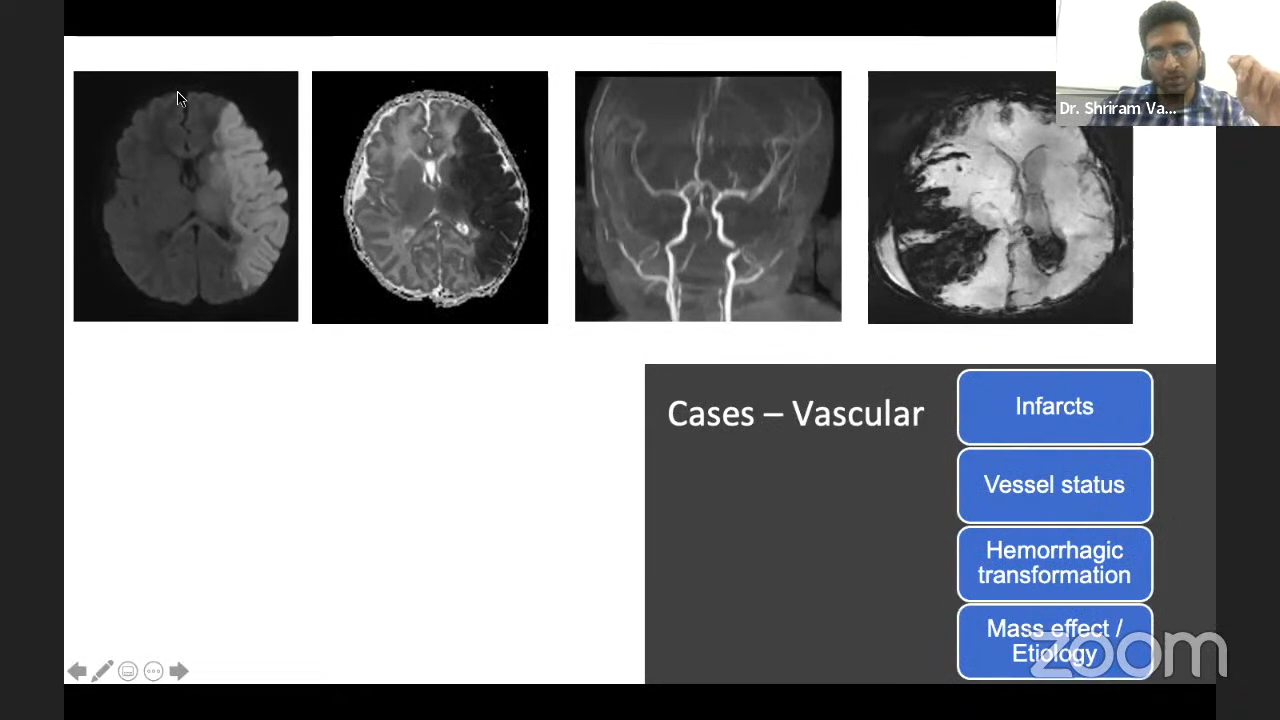 Dr. Shriram Va...
Cases – Vascular
Infarcts
Vessel status
Hemorrhagic
transformation
Mass effect /
Etiology
zoom